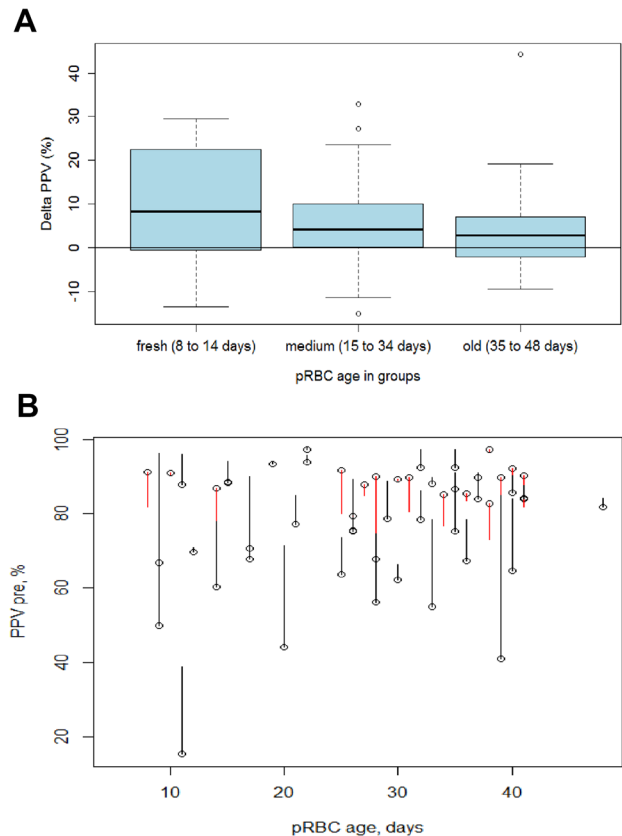 A
40
30
20
10
0
-10
Delta PPV (%)
fresh (8 to 14 days) medium (15 to 34 days) old (35 to 48 days)
pRBC age in groups
B
100
80
60
40
20
PPV pre, %
10 20 30 40
pRBC age, days